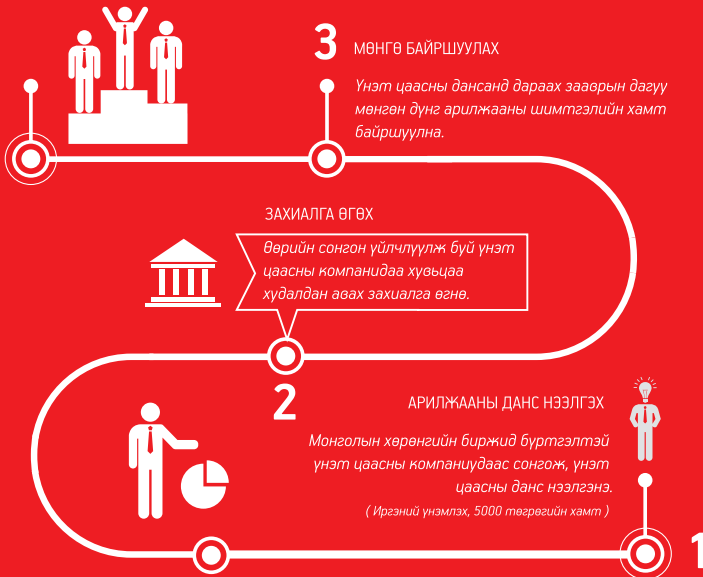 3 МӨНГӨ БАЙРШУУЛАХ
Үнэт цаасны дансанд дараах зааврын дагуу
мөнгөн дүнг арилжааны шимтгэлийн хамт
байршуулна.
ЗАХИАЛГА ӨГӨХ
Өөрийн сонгон үйлчлүүлж буй үнэт
цаасны компанидаа хувьцаа
худалдан авах захиалга өгнө.
2
АРИЛЖААНЫ ДАНС НЭЭЛГЭХ
Монголын хөрөнгийн биржид бүртгэлтэй
үнэт цаасны компаниудаас сонгож, үнэт
цаасны данс нээлгэнэ.
( Иргэний үнэмлэх, 5000 төгрөгийн хамт )
1